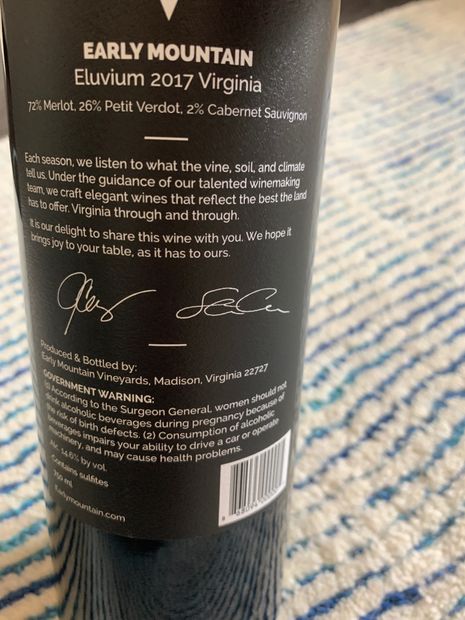 EARLY MOUNTAIN
Eluvium 2017 Virginia
72% Merlot, 26% Petit Verdot, 2% Cabernet Sauvignon
Each season, we listen to what the vine, soil, and climate
tell us. Under the guidance of our talented winemaking
team, we craft elegant wines that reflect the best the land
has to offer. Virginia through and through.
It is our delight to share this wine with you. We hope it
brings joy to your table, as it has to ours.
Produced & Bottled by:
Early Mountain Vineyards, Madison, Virginia 22727
GOVERNMENT WARNING:
(1) According to the Surgeon General, women should not
drink alcoholic beverages during pregnancy because of
the risk of birth defects. (2) Consumption of alcoholic
beverages impairs your ability to drive a car or operate
machinery, and may cause health problems.
Alc. 14.6% by vol.
Contains sulfites
750 ml
Earlymountain.com